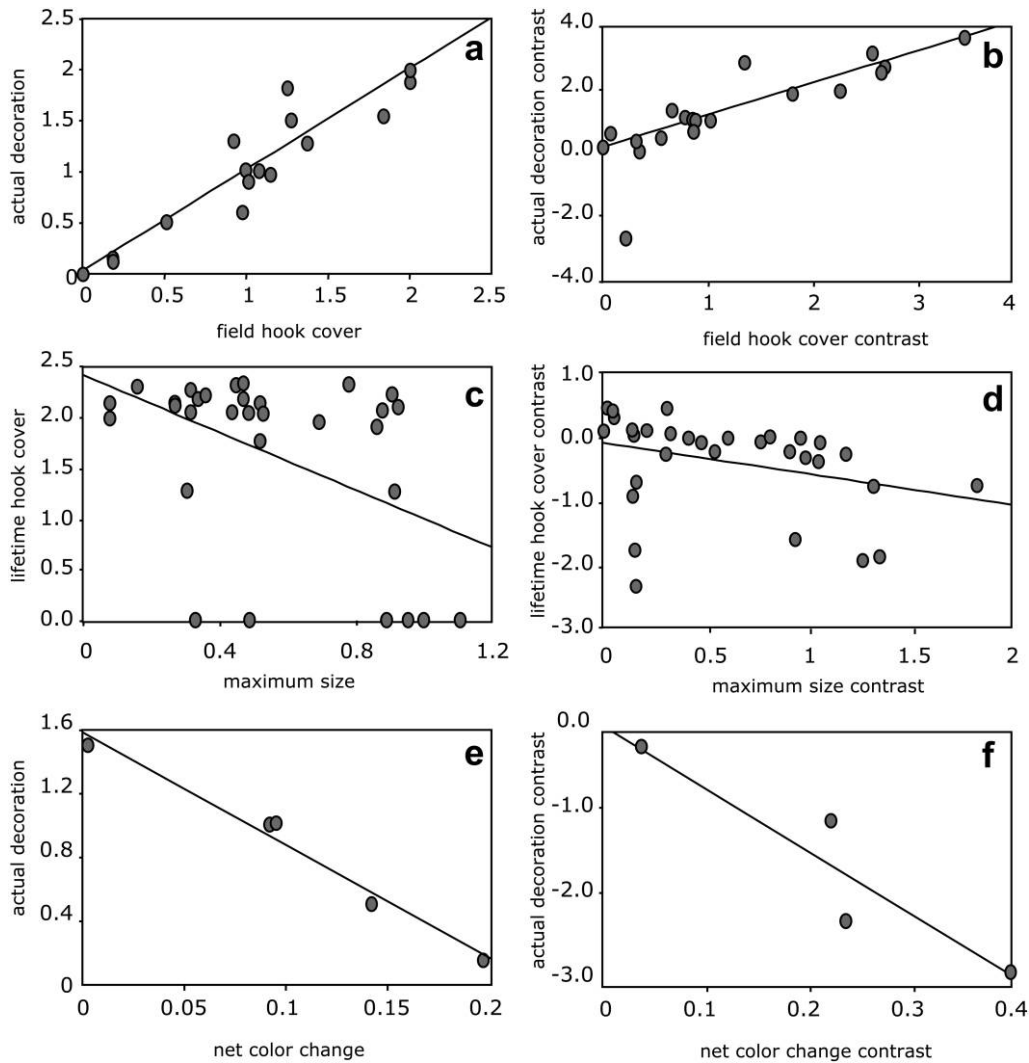 a
actual decoration
2.5
2
1.5
1
0.5
0
0 0.5 1 1.5 2 2.5
field hook cover
b
actual decoration contrast
4.0
2.0
0.0
-2.0
-4.0
0 1 2 3 4
field hook cover contrast
c
lifetime hook cover
2.5
2.0
1.5
1.0
0.5
0.0
0 0.4 0.8 1.2
maximum size
d
lifetime hook cover contrast
1.0
0.0
-1.0
-2.0
-3.0
0 0.5 1 1.5 2
maximum size contrast
e
actual decoration
1.6
1.2
0.8
0.4
0
0 0.05 0.1 0.15 0.2
net color change
f
actual decoration contrast
0.0
-1.0
-2.0
-3.0
0 0.1 0.2 0.3 0.4
net color change contrast